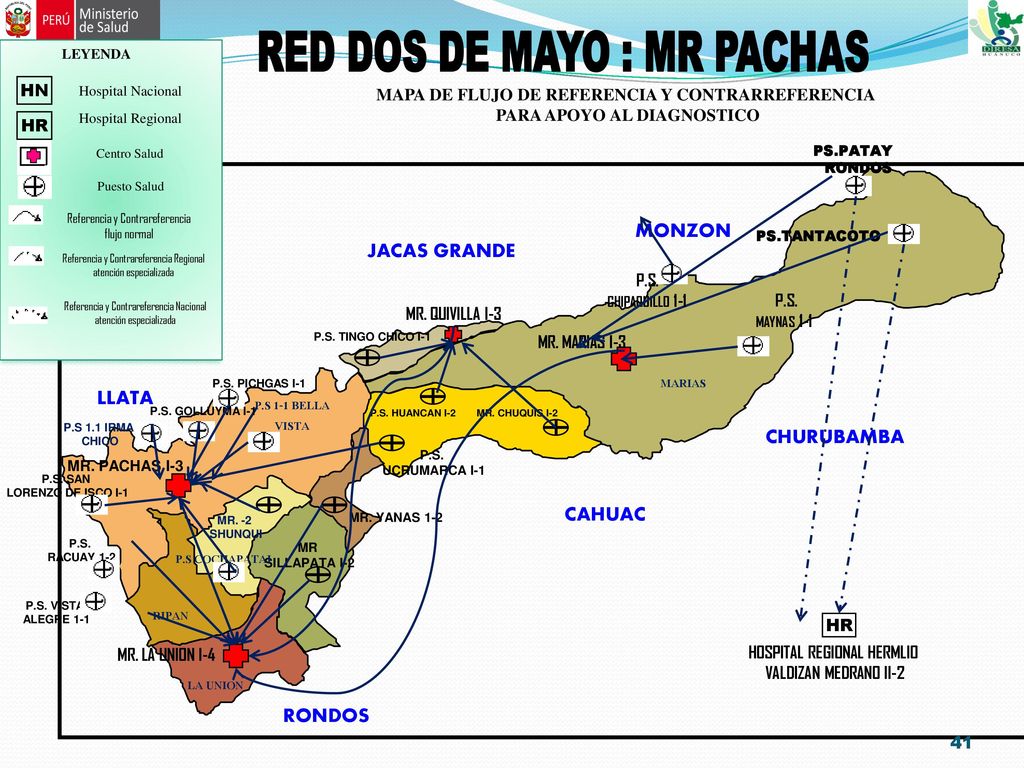 PERÚ
Ministerio
de Salud
DIRESA
HUANUCO
RED DOS DE MAYO : MR PACHAS
MAPA DE FLUJO DE REFERENCIA Y CONTRARREFERENCIA
PARA APOYO AL DIAGNOSTICO
LEYENDA
HN
Hospital Nacional
HR
Hospital Regional
Centro Salud
Puesto Salud
Referencia y Contrareferencia
flujo normal
Referencia y Contrareferencia Regional
atención especializada
Referencia y Contrareferencia Nacional
atención especializada
PS.PATAY
RONDOS
MONZON
PS.TANTACOTO
JACAS GRANDE
P.S.
CHIPAQUILLO 1-1
P.S.
MAYNAS 1-1
MR. QUIVILLA I-3
P.S. TINGO CHICO I-1
MR. MARIAS I-3
MARIAS
P.S. PICHGAS I-1
LLATA
P.S. GOLLUYMA I-1
P.S 1-1 BELLA
VISTA
P.S. HUANCAN I-2
MR. CHUQUIS I-2
P.S 1.1 IRMA
CHICO
CHURUBAMBA
P.S.
UCRUMARCA I-1
MR. PACHAS I-3
P.S. SAN
LORENZO DE ISCO I-1
MR. -2
SHUNQUI
MR. YANAS 1-2
CAHUAC
P.S.
RACUAY 1-2
P.S COCHAPATAI
MR
SILLAPATA I-2
P.S. VISTA
ALEGRE 1-1
RIPAN
HR
HOSPITAL REGIONAL HERMLIO
VALDIZAN MEDRANO II-2
MR. LA UNION I-4
LA UNION
RONDOS
41